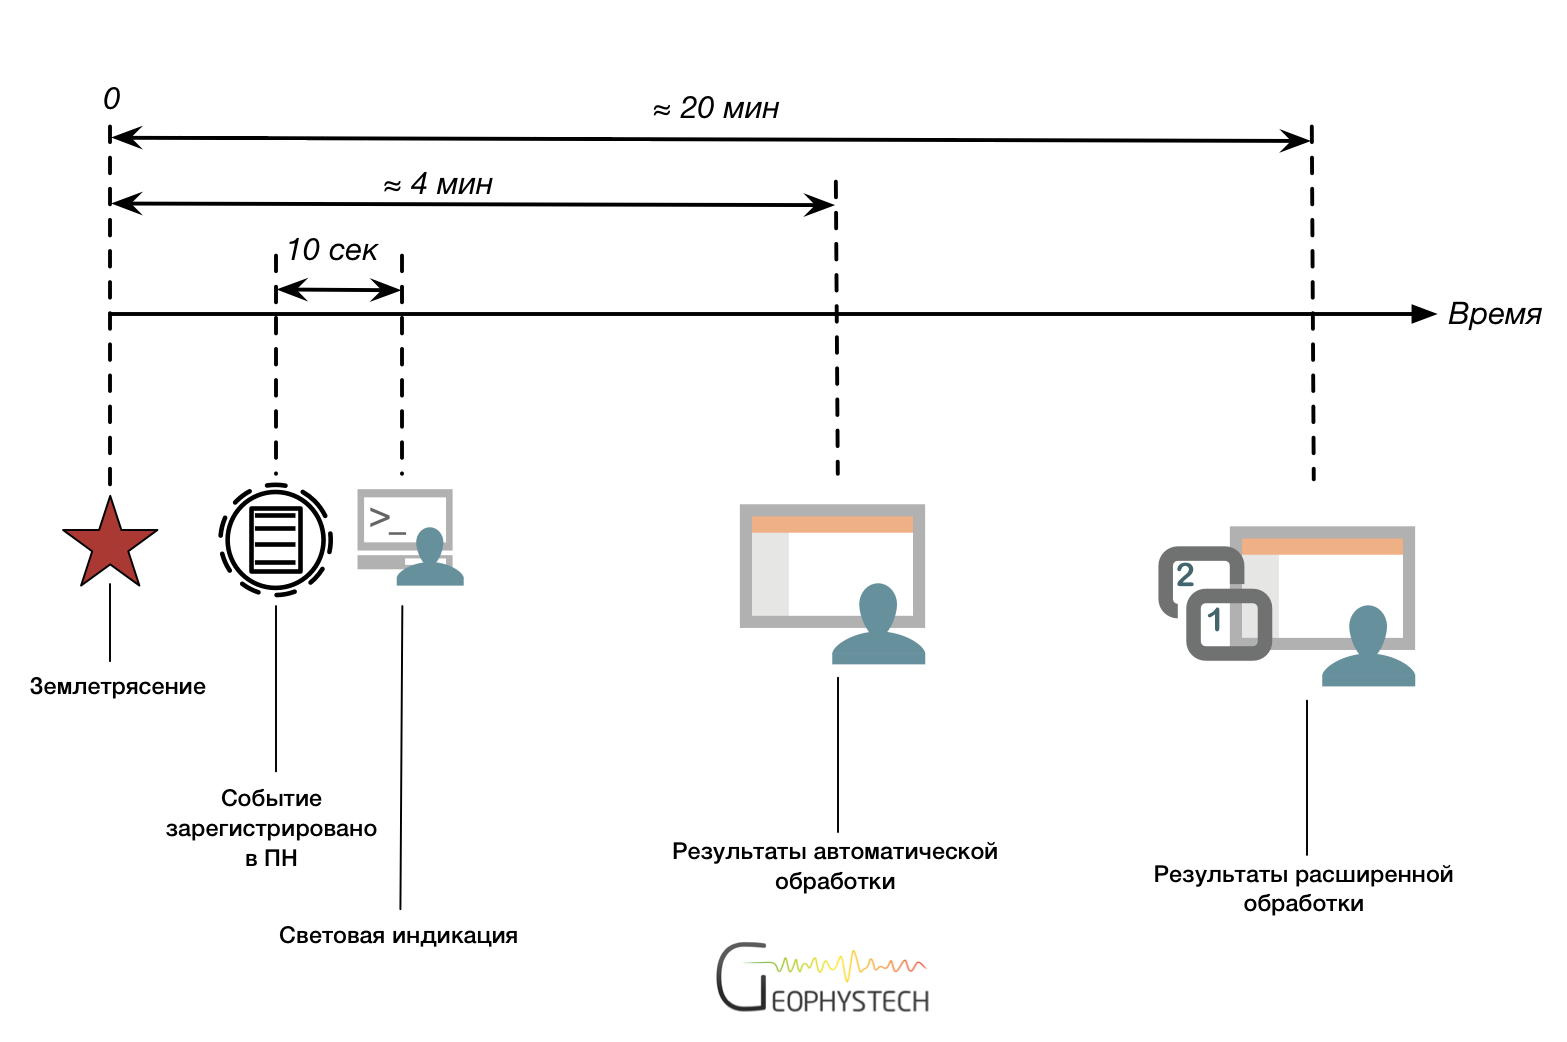 0
≈ 20 мин
≈ 4 мин
10 сек
Время
>_
2
1
Землетрясение
Событие
зарегистрировано
в ПН
Световая индикация
Результаты автоматической
обработки
Результаты расширенной
обработки
GEOPHYSTECH